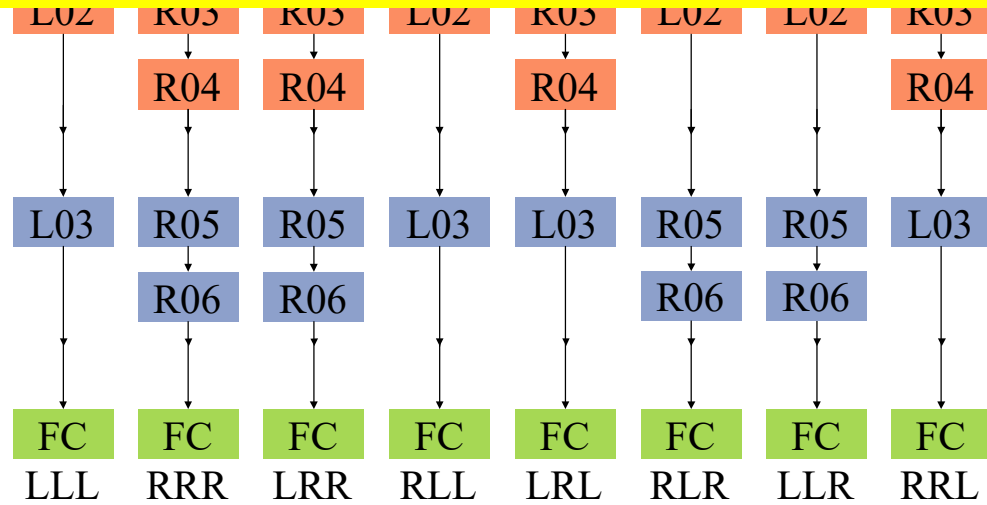 L02 R03 R03 L02 R03 L02 L02 R03
R04 R04 R04 R04
L03 R05 R05 L03 L03 R05 R05 L03
R06 R06 R06 R06
FC FC FC FC FC FC FC FC
LLL RRR LRR RLL LRL RLR LLR RRL